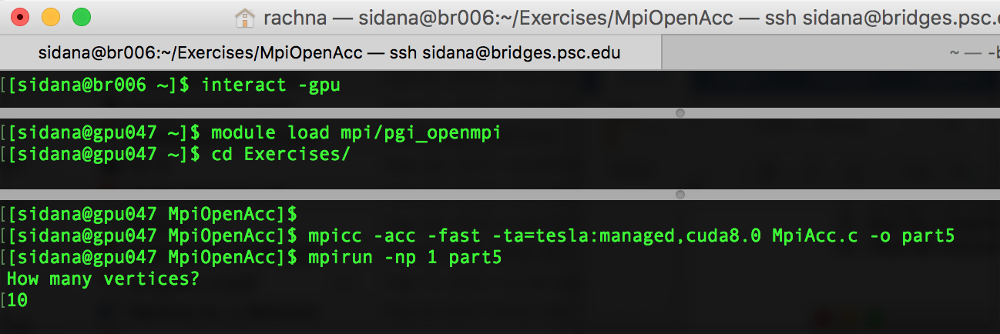 rachna — sidana@br006:~/Exercises/MpiOpenAcc — ssh sidana@bridges.psc.
sidana@br006:~/Exercises/MpiOpenAcc — ssh sidana@bridges.psc.edu
~ — -b
[[sidana@br006 ~]$ interact -gpu
[[sidana@gpu047 ~]$ module load mpi/pgi_openmpi
[[sidana@gpu047 ~]$ cd Exercises/
[[sidana@gpu047 MpiOpenAcc]$
[[sidana@gpu047 MpiOpenAcc]$ mpicc -acc -fast -ta=tesla:managed,cuda8.0 MpiAcc.c -o part5
[[sidana@gpu047 MpiOpenAcc]$ mpirun -np 1 part5
How many vertices?
[10